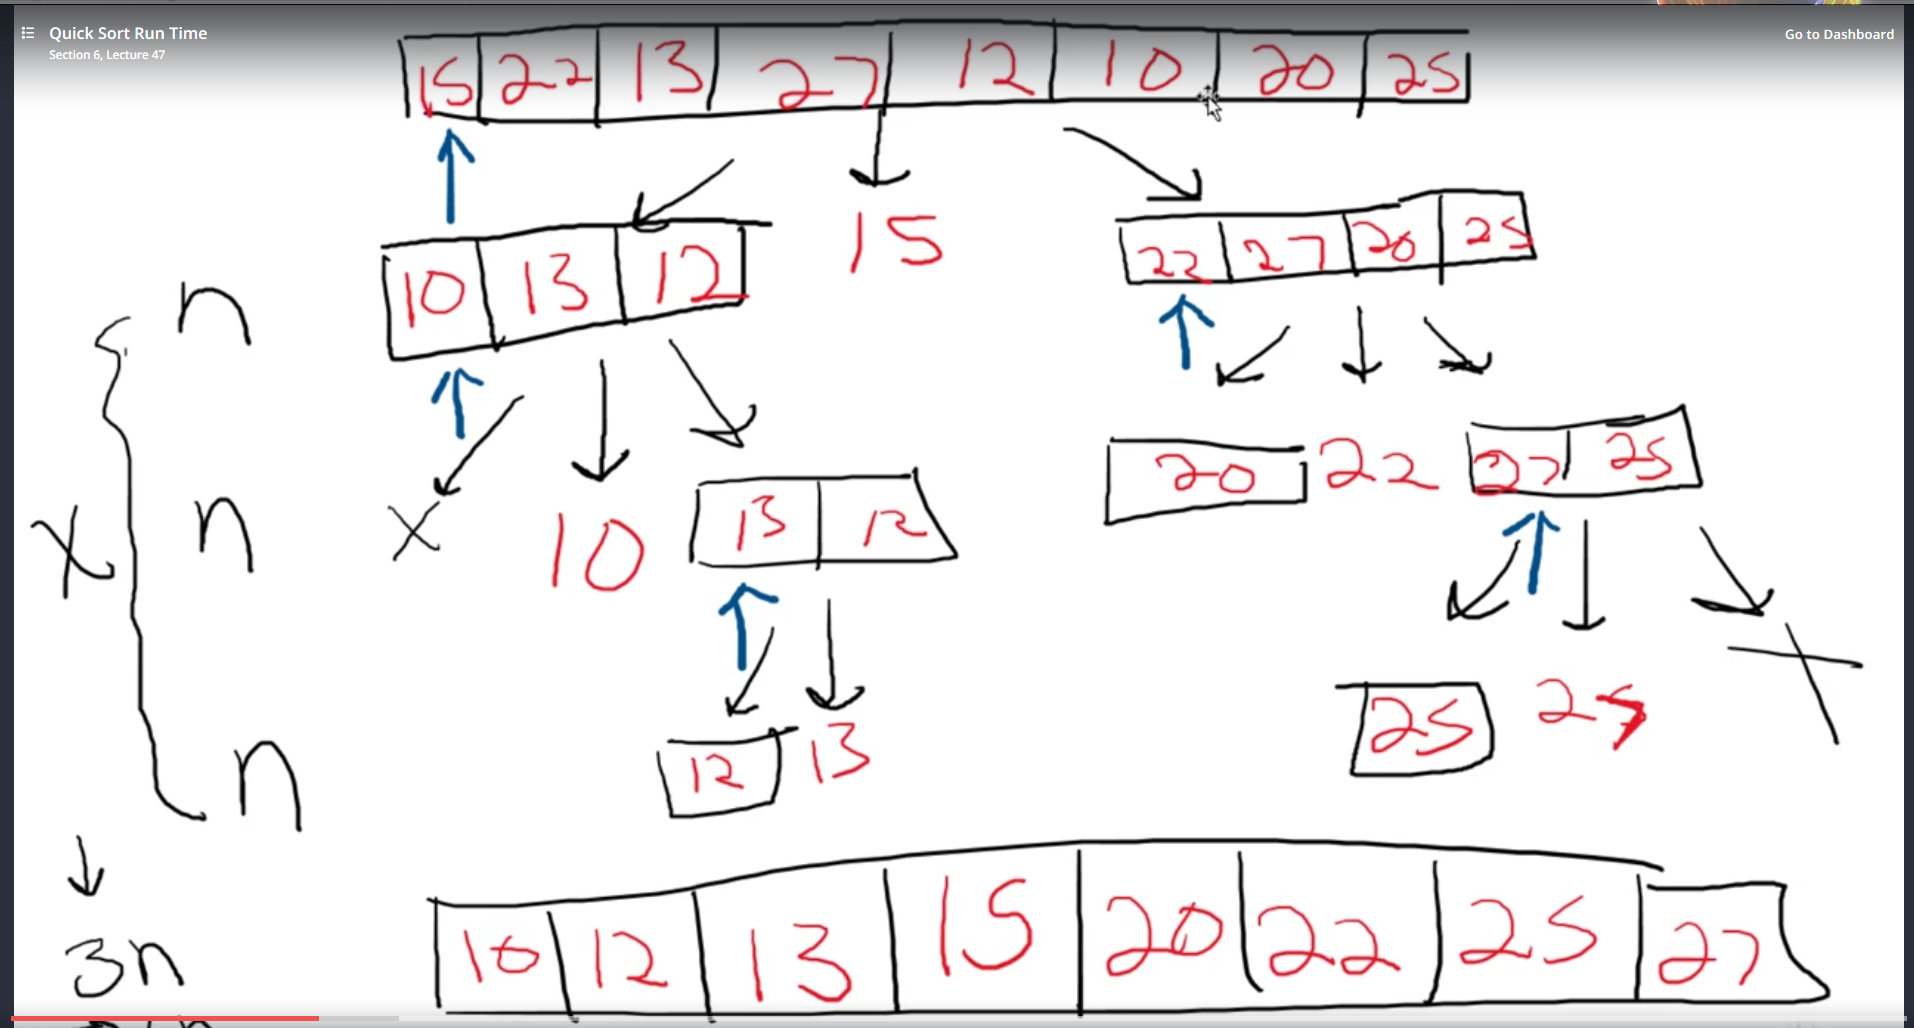 Quick Sort Run Time
Section 6, Lecture 47
Go to Dashboard
15 22 13 27 12 10 20 25
15
22 27 20 25
10 13 12
n
20 22 27 25
x n x 10 13 12
25 27
12 13
n
10 12 13 15 20 22 25 27
3n